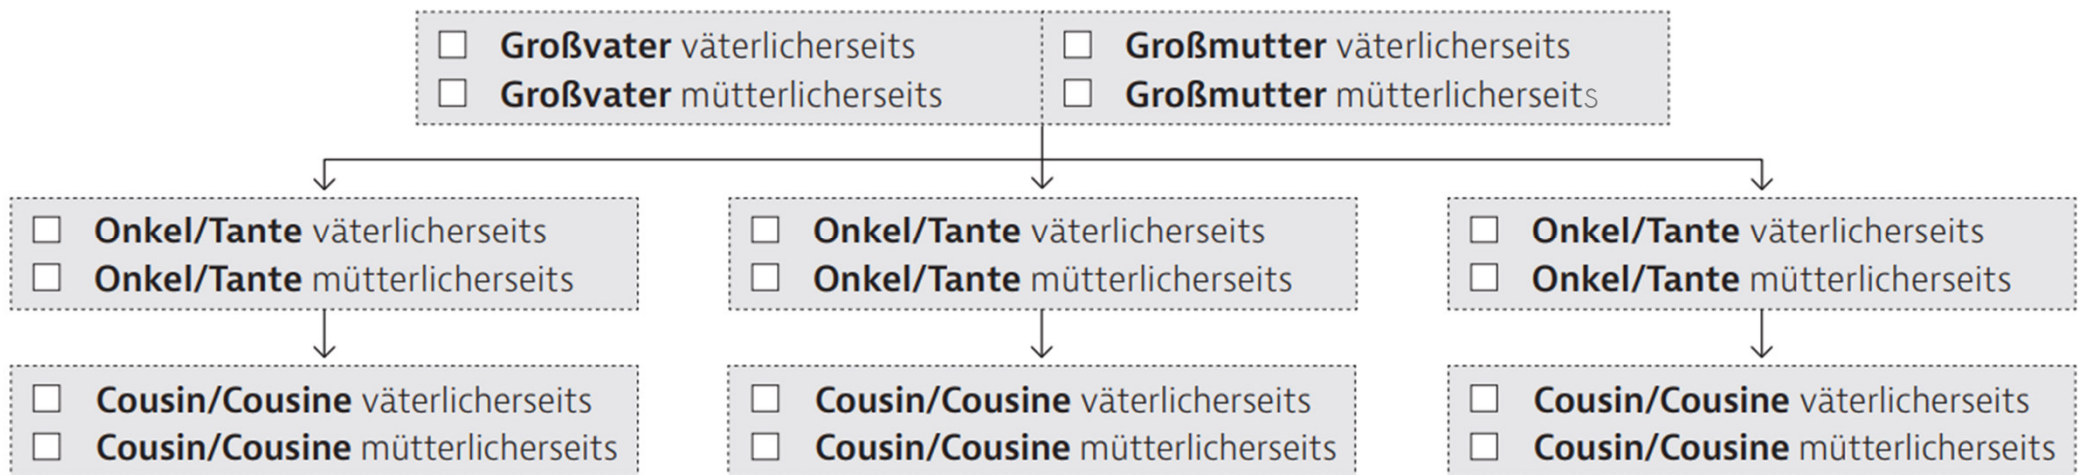 Großvater väterlicherseits Großmutter väterlicherseits
Großvater mütterlicherseits Großmutter mütterlicherseits
Onkel/Tante väterlicherseits Onkel/Tante väterlicherseits Onkel/Tante väterlicherseits
Onkel/Tante mütterlicherseits Onkel/Tante mütterlicherseits Onkel/Tante mütterlicherseits
Cousin/Cousine väterlicherseits Cousin/Cousine väterlicherseits Cousin/Cousine väterlicherseits
Cousin/Cousine mütterlicherseits Cousin/Cousine mütterlicherseits Cousin/Cousine mütterlicherseits